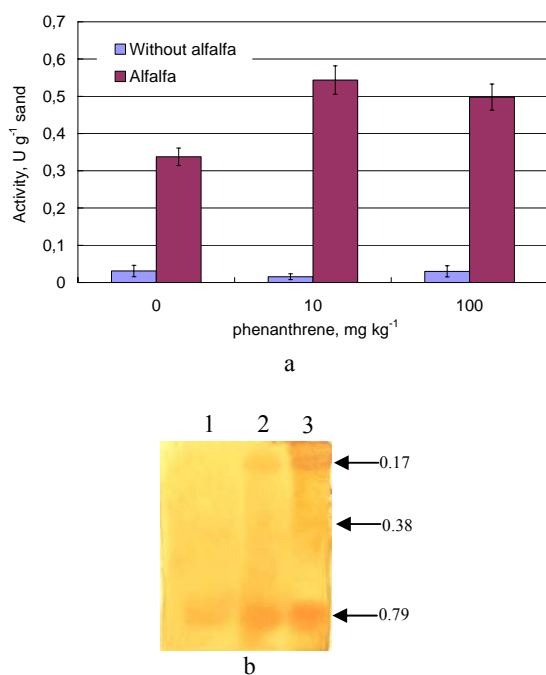 0,7
0,6
0,5
0,4
0,3
0,2
0,1
0
Activity, U g⁻¹ sand
Without alfalfa
Alfalfa
0 10 100
phenanthrene, mg kg⁻¹
a
1 2 3
0.17
0.38
0.79
b